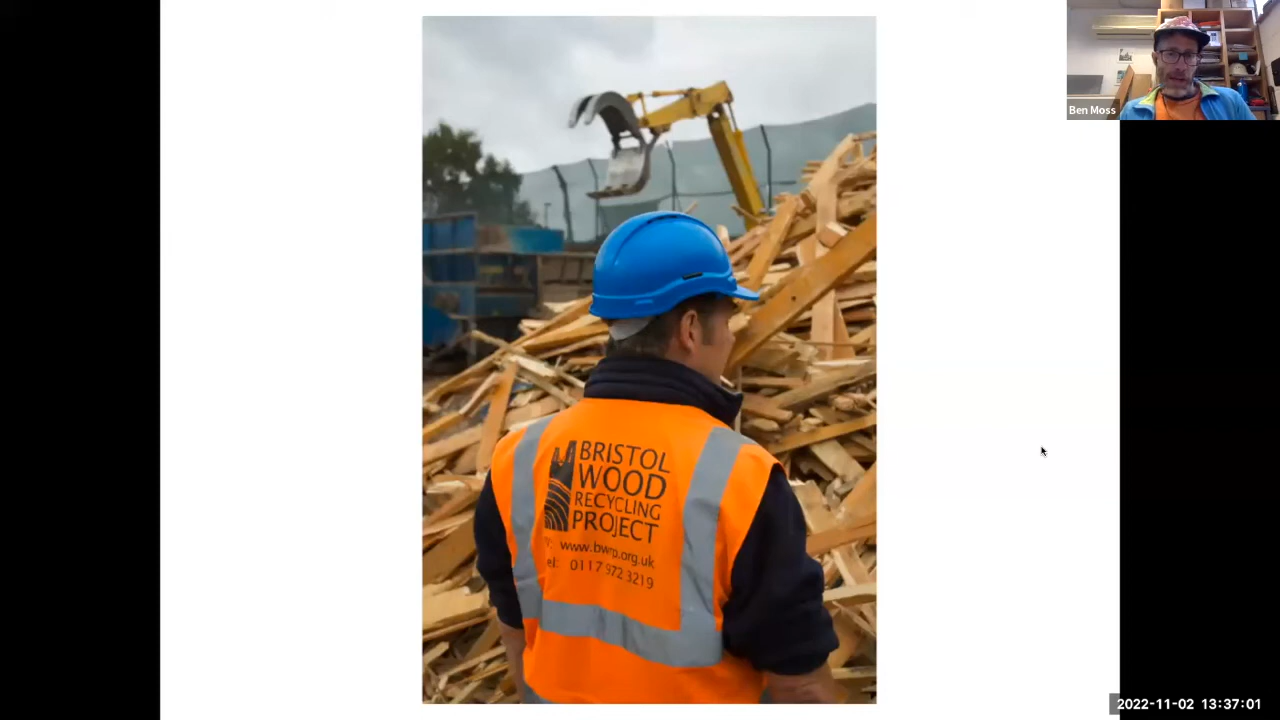 Ben Moss
BRISTOL
WOOD
RECYCLING
PROJECT
www.bwrp.org.uk
el: 0117 972 3219
2022-11-02 13:37:01